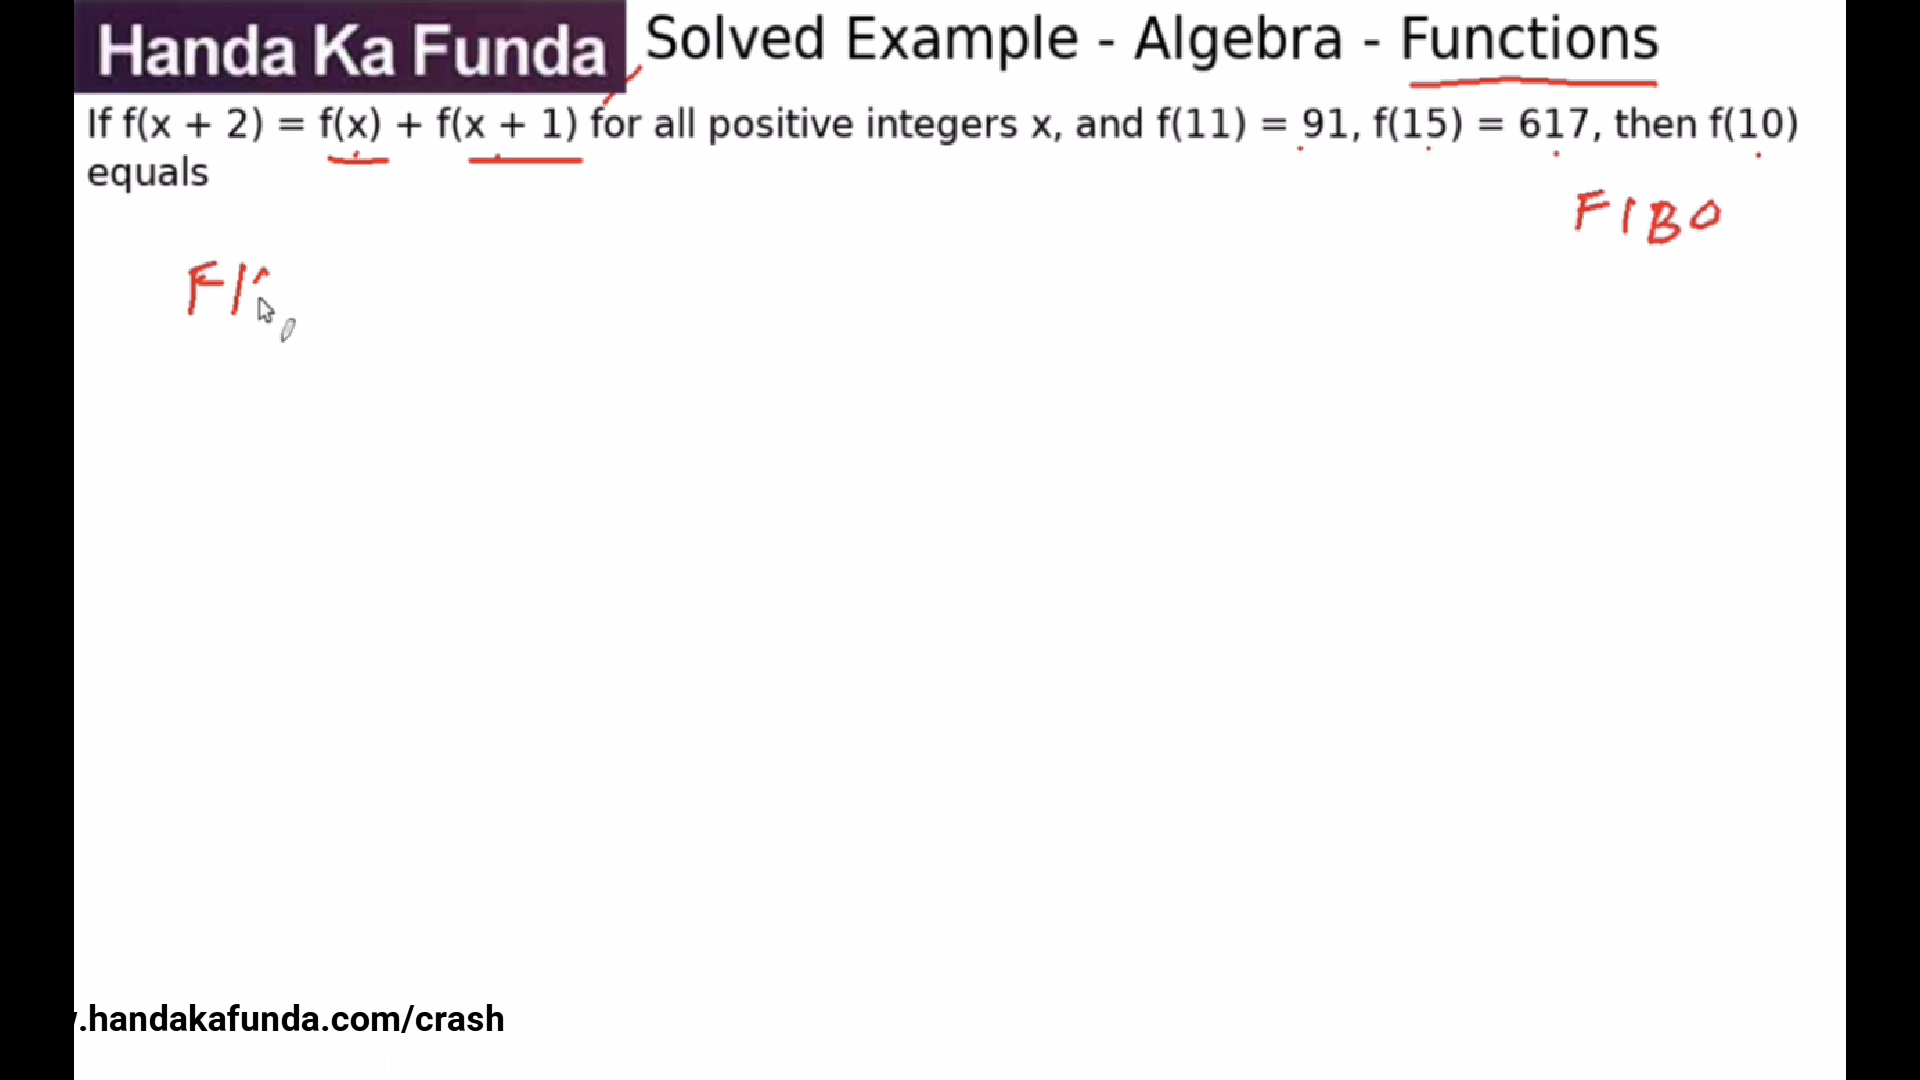 Handa Ka Funda Solved Example - Algebra - Functions
If f(x + 2) = f(x) + f(x + 1) for all positive integers x, and f(11) = 91, f(15) = 617, then f(10)
equals
FIBO
.handakafunda.com/crash